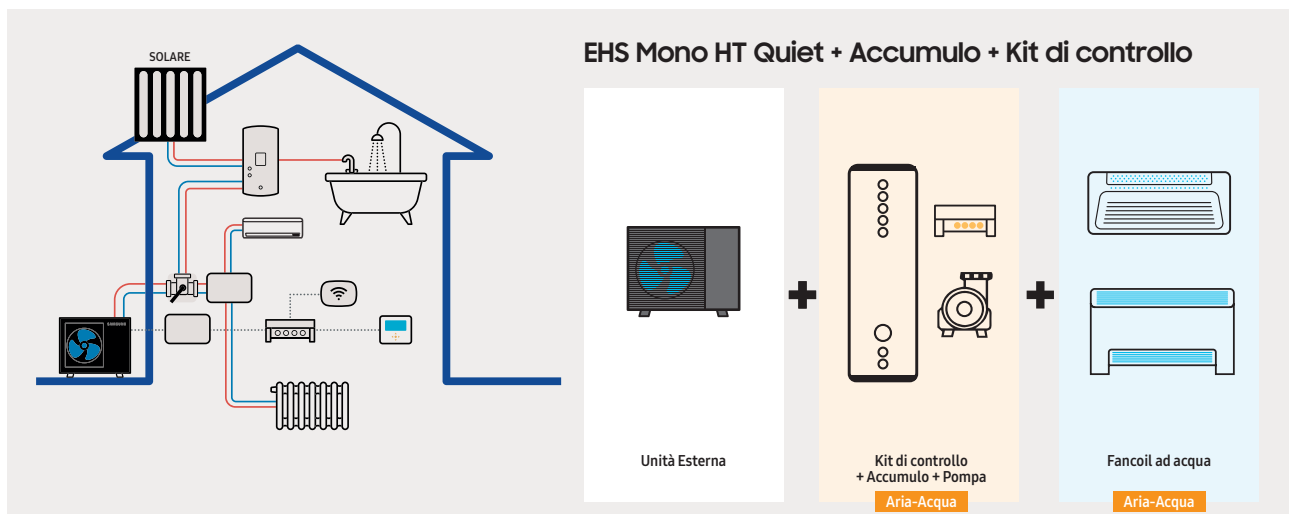 SOLARE
SAMSUNG
EHS Mono HT Quiet + Accumulo + Kit di controllo
Unità Esterna
Kit di controllo
+ Accumulo + Pompa
Aria-Acqua
Fancoil ad acqua
Aria-Acqua